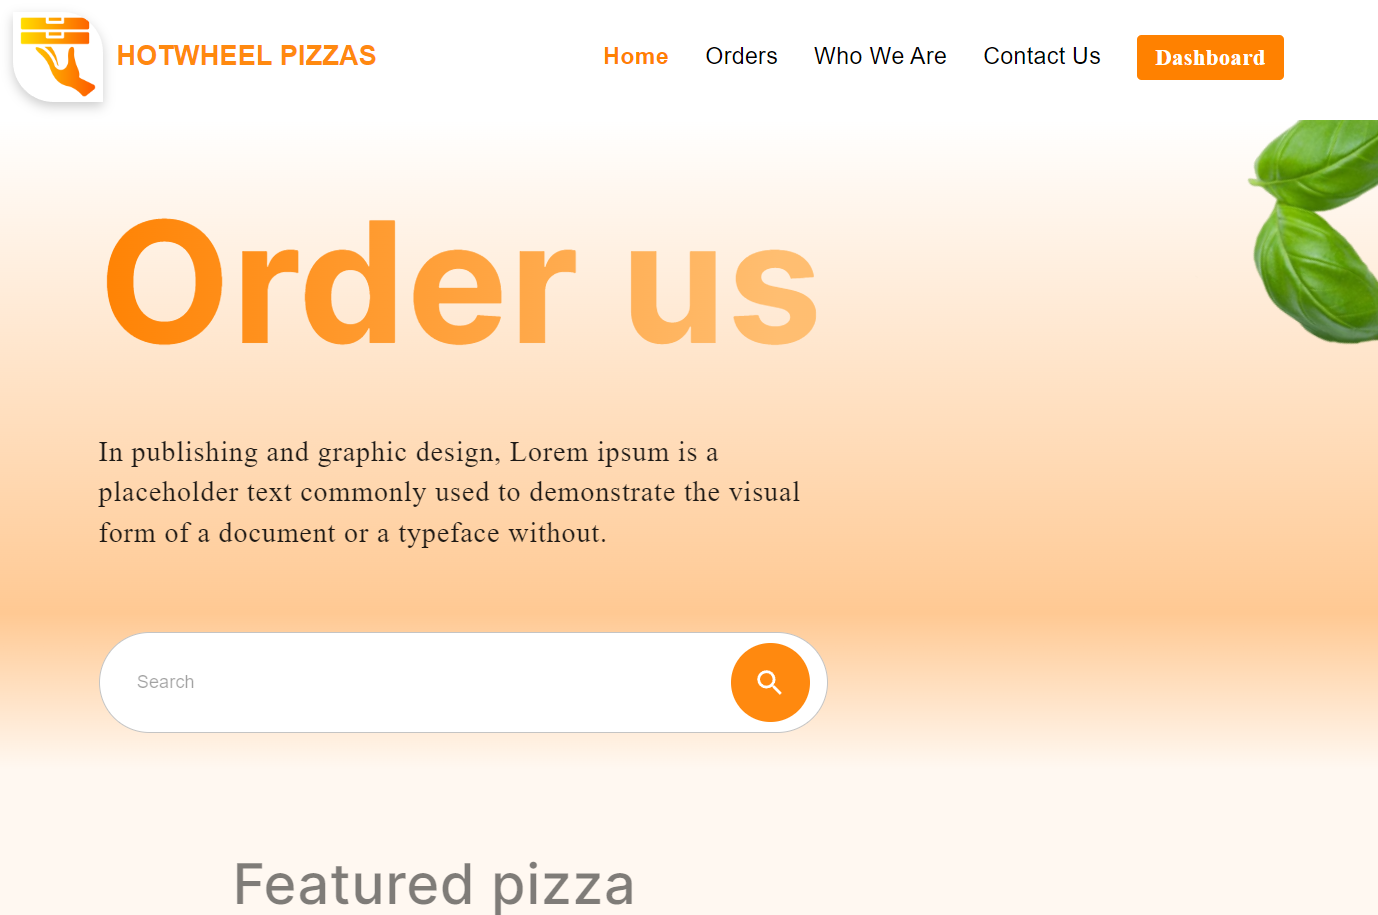 HOTWHEEL PIZZAS
Home
Orders
Who We Are
Contact Us
Dashboard
Order us
In publishing and graphic design, Lorem ipsum is a
placeholder text commonly used to demonstrate the visual
form of a document or a typeface without.
Search
Featured pizza